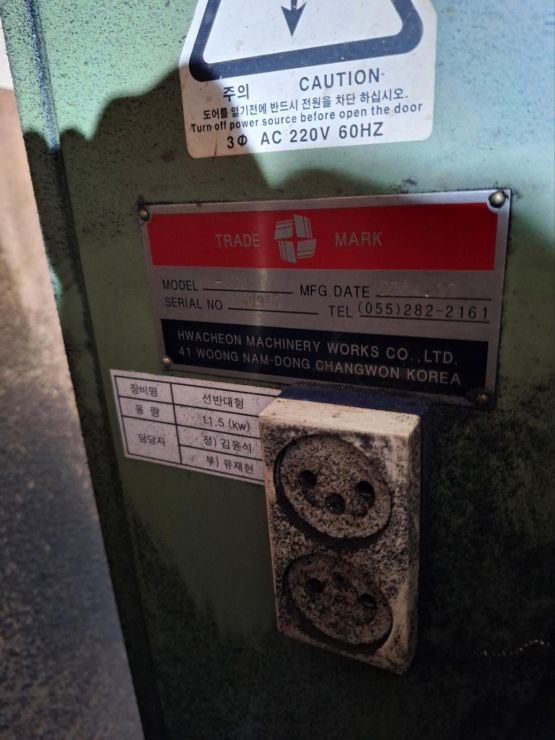 주의 CAUTION
도어를 열기전에 반드시 전원을 차단 하십시오.
Turn off power source before open the door
3Φ AC 220V 60HZ
TRADE MARK
MODEL
MFG.DATE
SERIAL NO
TEL (055)282-2161
HWACHEON MACHINERY WORKS CO.,LTD.
41 WOONG NAM-DONG CHANGWON KOREA
장비명 선반대형
용 량 11.5 (kw)
담당자 정) 김윤식
부) 유재현